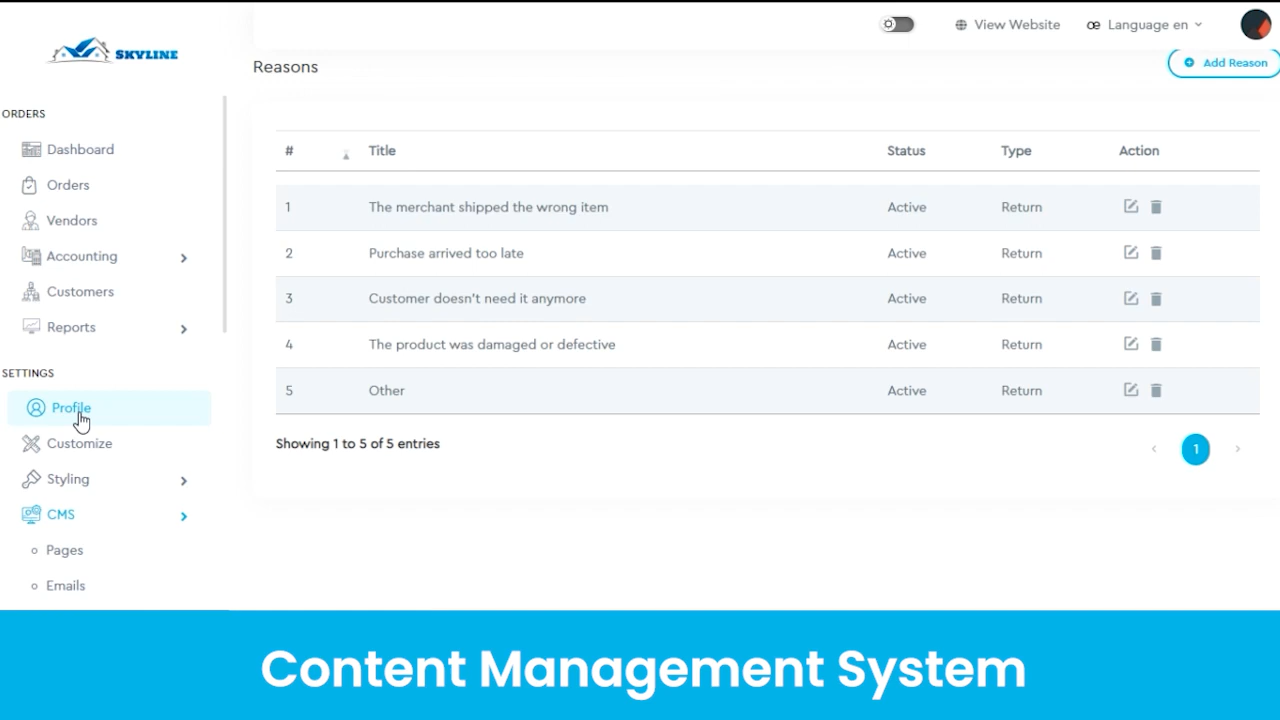 SKYLINE
View Website
œ Language en
Reasons
Add Reason
ORDERS
Dashboard
Orders
Vendors
Accounting
Customers
Reports
SETTINGS
Profile
Customize
Styling
CMS
Pages
Emails
# Title Status Type Action
1 The merchant shipped the wrong item Active Return
2 Purchase arrived too late Active Return
3 Customer doesn't need it anymore Active Return
4 The product was damaged or defective Active Return
5 Other Active Return
Showing 1 to 5 of 5 entries
1
Content Management System